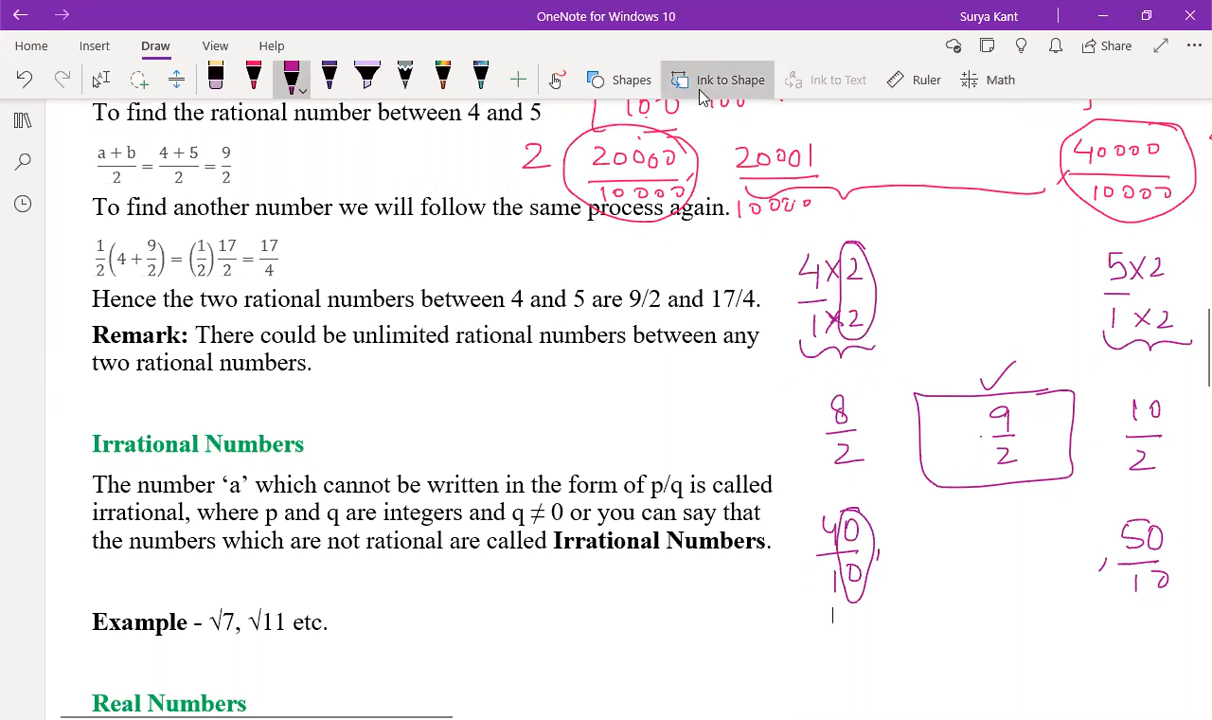 OneNote for Windows 10
Surya Kant
Home Insert Draw View Help
Share
Shapes Ink to Shape Ink to Text Ruler Math
To find the rational number between 4 and 5
a + b / 2 = 4 + 5 / 2 = 9 / 2
To find another number we will follow the same process again.
1/2 (4 + 9/2) = (1/2) 17/2 = 17/4
Hence the two rational numbers between 4 and 5 are 9/2 and 17/4.
Remark: There could be unlimited rational numbers between any
two rational numbers.
Irrational Numbers
The number ‘a’ which cannot be written in the form of p/q is called
irrational, where p and q are integers and q ≠ 0 or you can say that
the numbers which are not rational are called Irrational Numbers.
Example - √7, √11 etc.
Real Numbers
2 20000 20001 40000
10000 10000 10000
4×2 5×2
1×2 1×2
8 9 10
2 2 2
40 , , 50
10 10